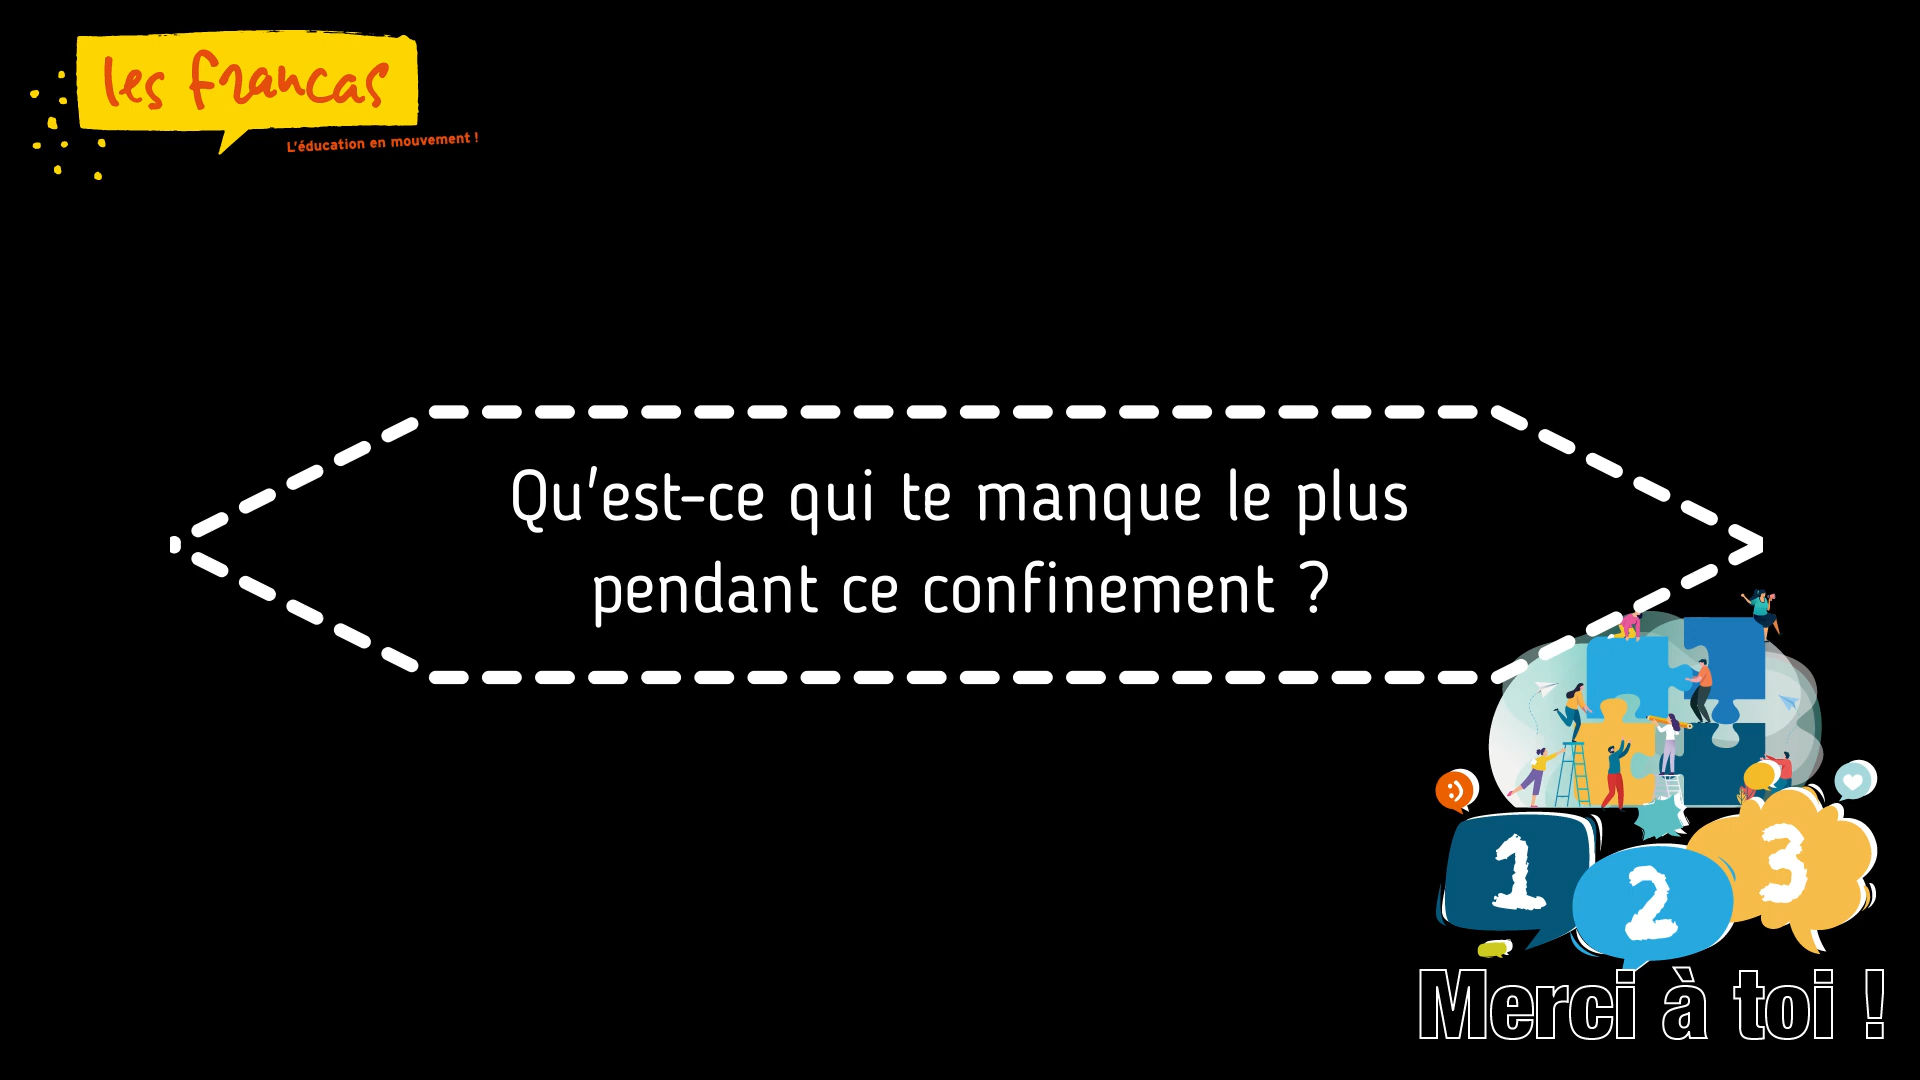 les francas
L'éducation en mouvement !
Qu'est-ce qui te manque le plus
pendant ce confinement ?
:)
1
2
3
Merci à toi !